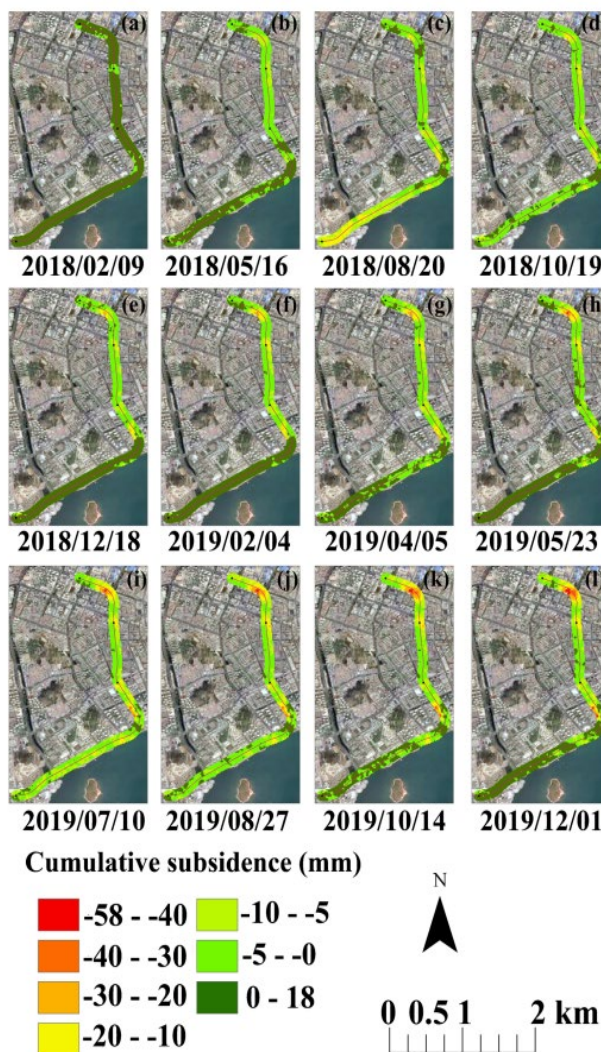 (a) (b) (c) (d)
2018/02/09 2018/05/16 2018/08/20 2018/10/19
(e) (f) (g) (h)
2018/12/18 2019/02/04 2019/04/05 2019/05/23
(i) (j) (k) (l)
2019/07/10 2019/08/27 2019/10/14 2019/12/01
Cumulative subsidence (mm)
N
-58 - -40 -10 - -5
-40 - -30 -5 - -0
-30 - -20 0 - 18
-20 - -10
0 0.5 1 2 km